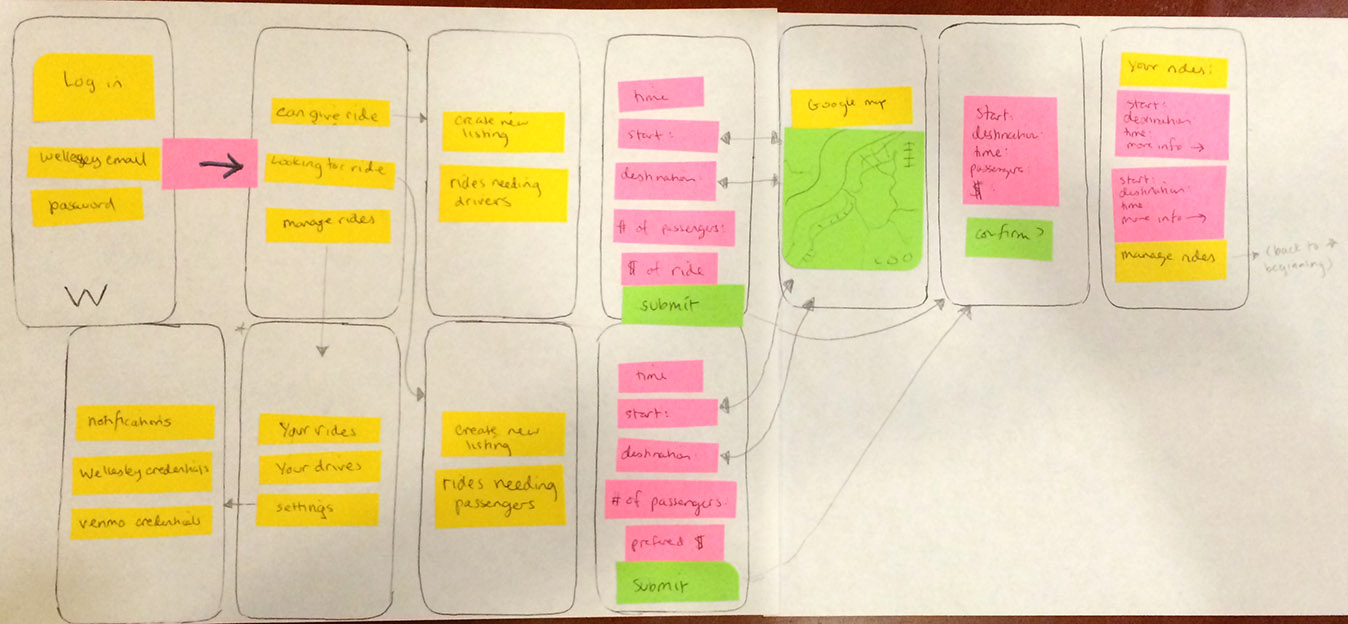 Log in
wellesley email
password
W
can give ride
Looking for ride
manage rides
create new
listing
rides needing
drivers
time
start:
destination:
# of passengers:
$ of ride
submit
Google map
Start:
destination:
time:
passengers:
$:
confirm?
Your rides:
start:
destination:
time:
more info →
start:
destination:
time:
more info →
manage rides
(back to
beginning)
notifications
Wellesley credentials
venmo credentials
Your rides
Your drives
settings
create new
listing
rides needing
passengers
time
start:
destination:
# of passengers:
prefered $
Submit